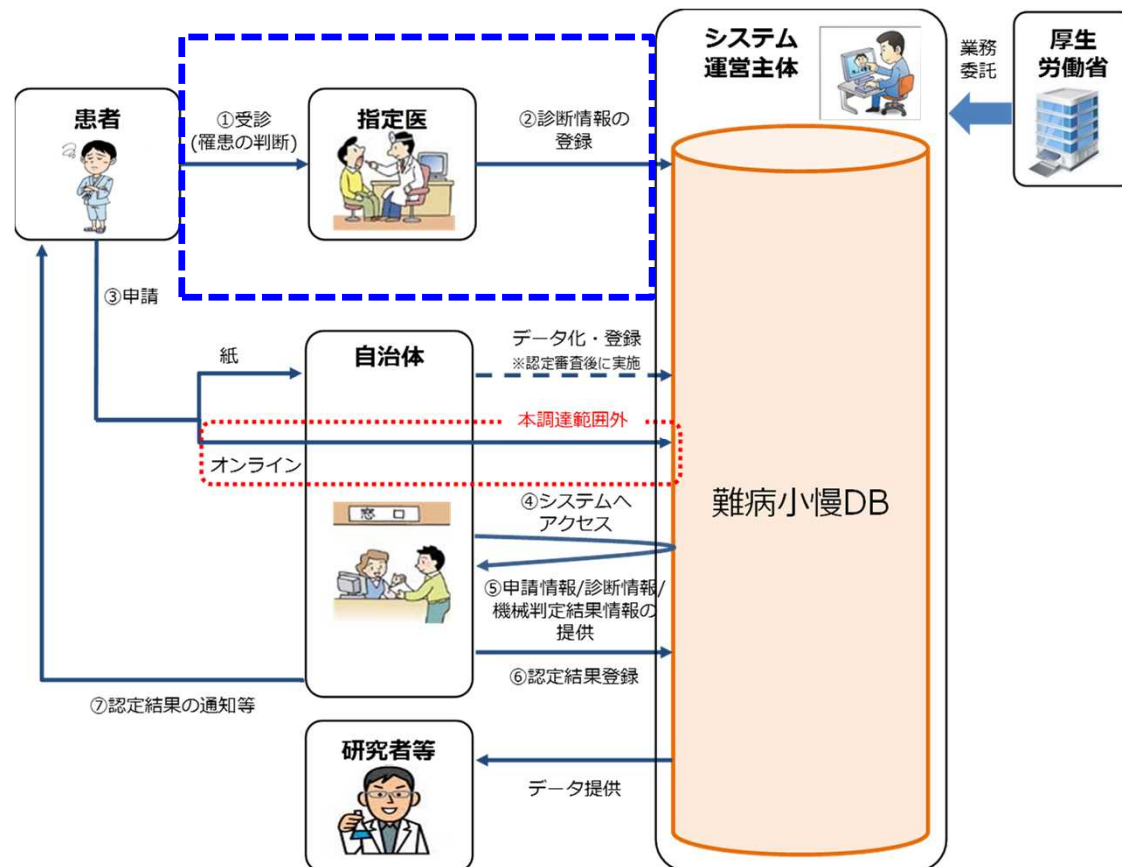 システム
運営主体
業務
委託
厚生
労働省
患者
①受診
(罹患の判断)
指定医
②診断情報の
登録
③申請
紙
自治体
データ化・登録
※認定審査後に実施
本調達範囲外
オンライン
窓 口
④システムへ
アクセス
難病小慢DB
⑤申請情報/診断情報/
機械判定結果情報の
提供
⑥認定結果登録
⑦認定結果の通知等
研究者等
データ提供